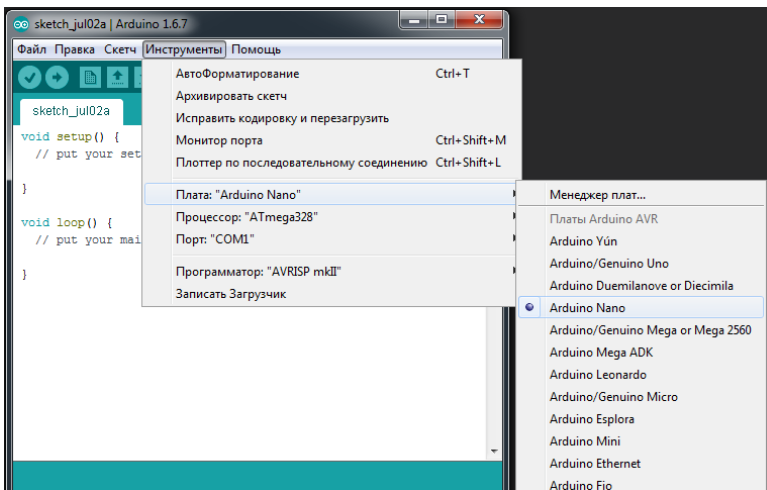 sketch_jul02a | Arduino 1.6.7
Файл Правка Скетч Инструменты Помощь
sketch_jul02a
void setup() {
// put your set
}
void loop() {
// put your mai
}
АвтоФорматирование Ctrl+T
Архивировать скетч
Исправить кодировку и перезагрузить
Монитор порта Ctrl+Shift+M
Плоттер по последовательному соединению Ctrl+Shift+L
Плата: "Arduino Nano"
Процессор: "ATmega328"
Порт: "COM1"
Программатор: "AVRISP mkII"
Записать Загрузчик
Менеджер плат...
Платы Arduino AVR
Arduino Yún
Arduino/Genuino Uno
Arduino Duemilanove or Diecimila
Arduino Nano
Arduino/Genuino Mega or Mega 2560
Arduino Mega ADK
Arduino Leonardo
Arduino/Genuino Micro
Arduino Esplora
Arduino Mini
Arduino Ethernet
Arduino Fio